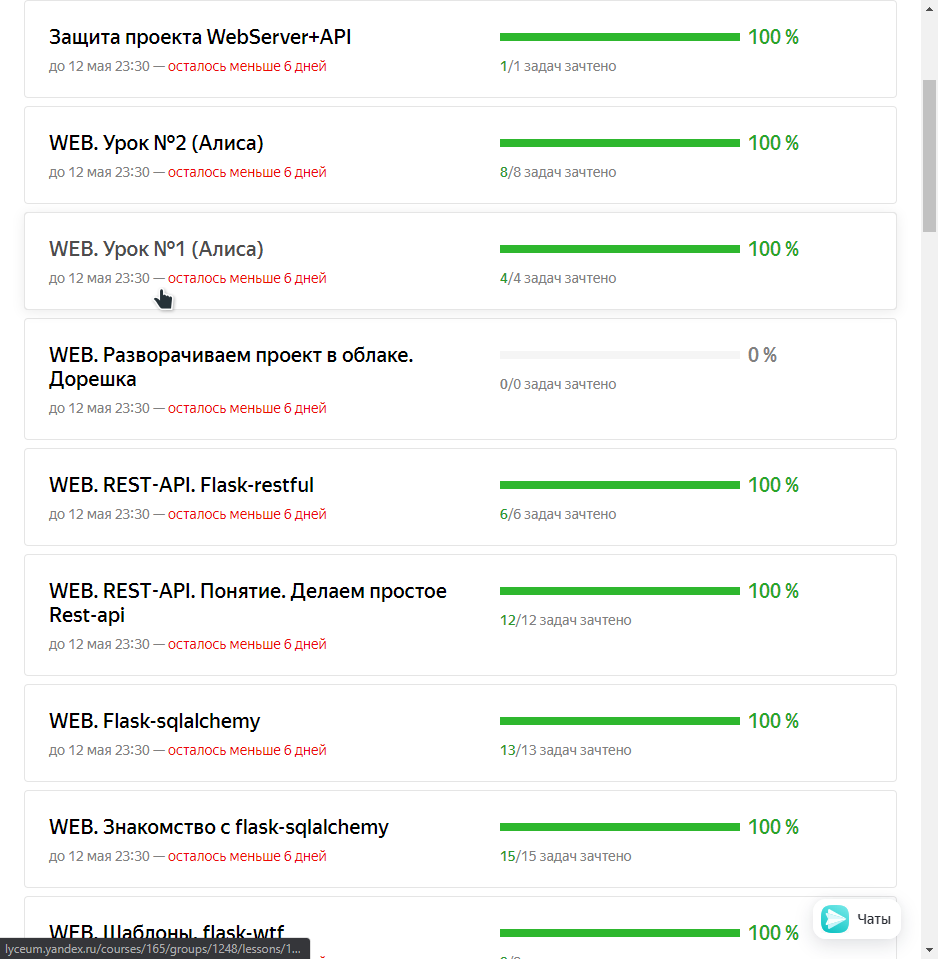 Защита проекта WebServer+API
100 %
до 12 мая 23:30 — осталось меньше 6 дней
1/1 задач зачтено
WEB. Урок №2 (Алиса)
100 %
до 12 мая 23:30 — осталось меньше 6 дней
8/8 задач зачтено
WEB. Урок №1 (Алиса)
100 %
до 12 мая 23:30 — осталось меньше 6 дней
4/4 задач зачтено
WEB. Разворачиваем проект в облаке.
Дорешка
0 %
0/0 задач зачтено
до 12 мая 23:30 — осталось меньше 6 дней
WEB. REST-API. Flask-restful
100 %
до 12 мая 23:30 — осталось меньше 6 дней
6/6 задач зачтено
WEB. REST-API. Понятие. Делаем простое
Rest-api
100 %
12/12 задач зачтено
до 12 мая 23:30 — осталось меньше 6 дней
WEB. Flask-sqlalchemy
100 %
до 12 мая 23:30 — осталось меньше 6 дней
13/13 задач зачтено
WEB. Знакомство с flask-sqlalchemy
100 %
до 12 мая 23:30 — осталось меньше 6 дней
15/15 задач зачтено
WEB. Шаблоны. flask-wtf
100 %
Чаты
lyceum.yandex.ru/courses/165/groups/1248/lessons/1...